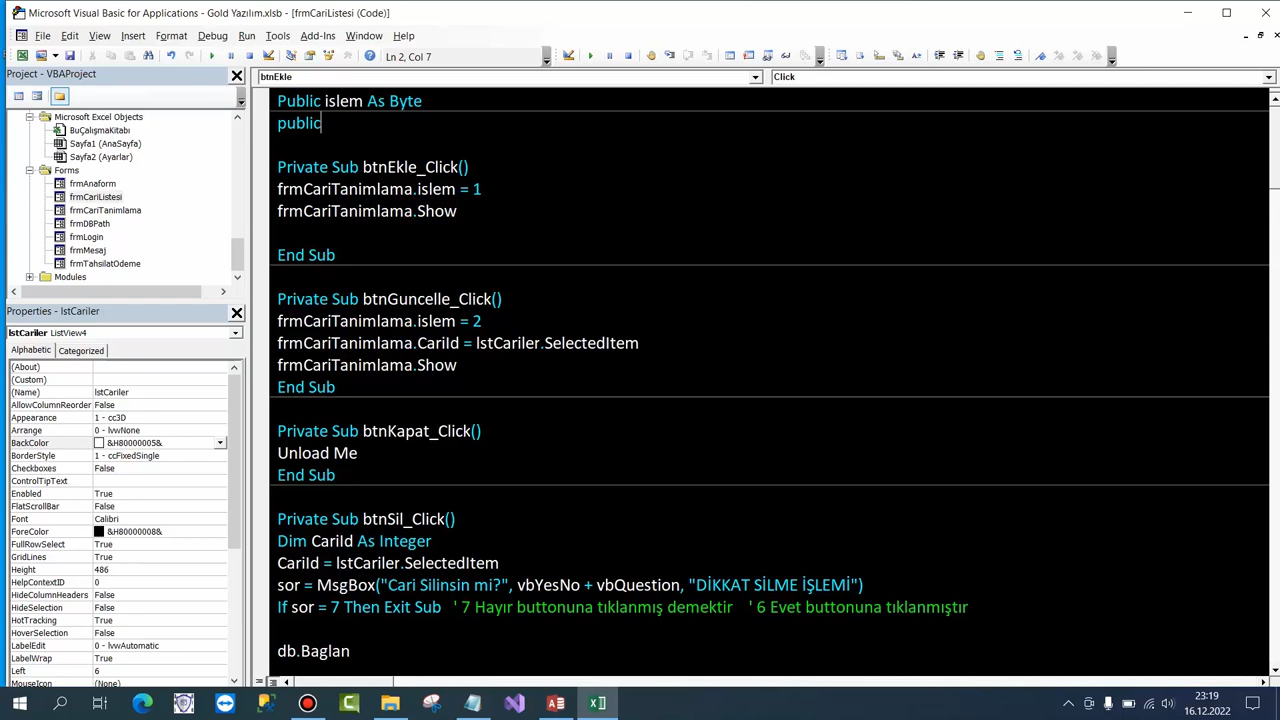 Microsoft Visual Basic for Applications - Gold Yazılım.xlsb - [frmCariListesi (Code)]
File Edit View Insert Format Debug Run Tools Add-Ins Window Help
Ln 2, Col 7
Project - VBAProject
Microsoft Excel Objects
BuÇalışmaKitabı
Sayfa1 (AnaSayfa)
Sayfa2 (Ayarlar)
Forms
frmAnaform
frmCariListesi
frmCariTanimlama
frmDBPath
frmLogin
frmMesaj
frmTahsilatOdeme
Modules
Properties - lstCariler
lstCariler ListView4
Alphabetic Categorized
(About)
(Custom)
(Name) lstCariler
AllowColumnReorder False
Appearance 1 - cc3D
Arrange 0 - lvwNone
BackColor &H80000005&
BorderStyle 1 - ccFixedSingle
Checkboxes False
ControlTipText
Enabled True
FlatScrollBar False
Font Calibri
ForeColor &H80000008&
FullRowSelect True
GridLines True
Height 486
HelpContextID 0
HideColumnHeaders False
HideSelection False
HotTracking True
HoverSelection False
LabelEdit 0 - lvwAutomatic
LabelWrap True
Left 6
MouseIcon (None)
btnEkle Click
Public islem As Byte
public
Private Sub btnEkle_Click()
frmCariTanimlama.islem = 1
frmCariTanimlama.Show
End Sub
Private Sub btnGuncelle_Click()
frmCariTanimlama.islem = 2
frmCariTanimlama.CariId = lstCariler.SelectedItem
frmCariTanimlama.Show
End Sub
Private Sub btnKapat_Click()
Unload Me
End Sub
Private Sub btnSil_Click()
Dim CariId As Integer
CariId = lstCariler.SelectedItem
sor = MsgBox("Cari Silinsin mi?", vbYesNo + vbQuestion, "DİKKAT SİLME İŞLEMİ")
If sor = 7 Then Exit Sub ' 7 Hayır buttonuna tıklanmış demektir ' 6 Evet buttonuna tıklanmıştır
db.Baglan
23:19
16.12.2022